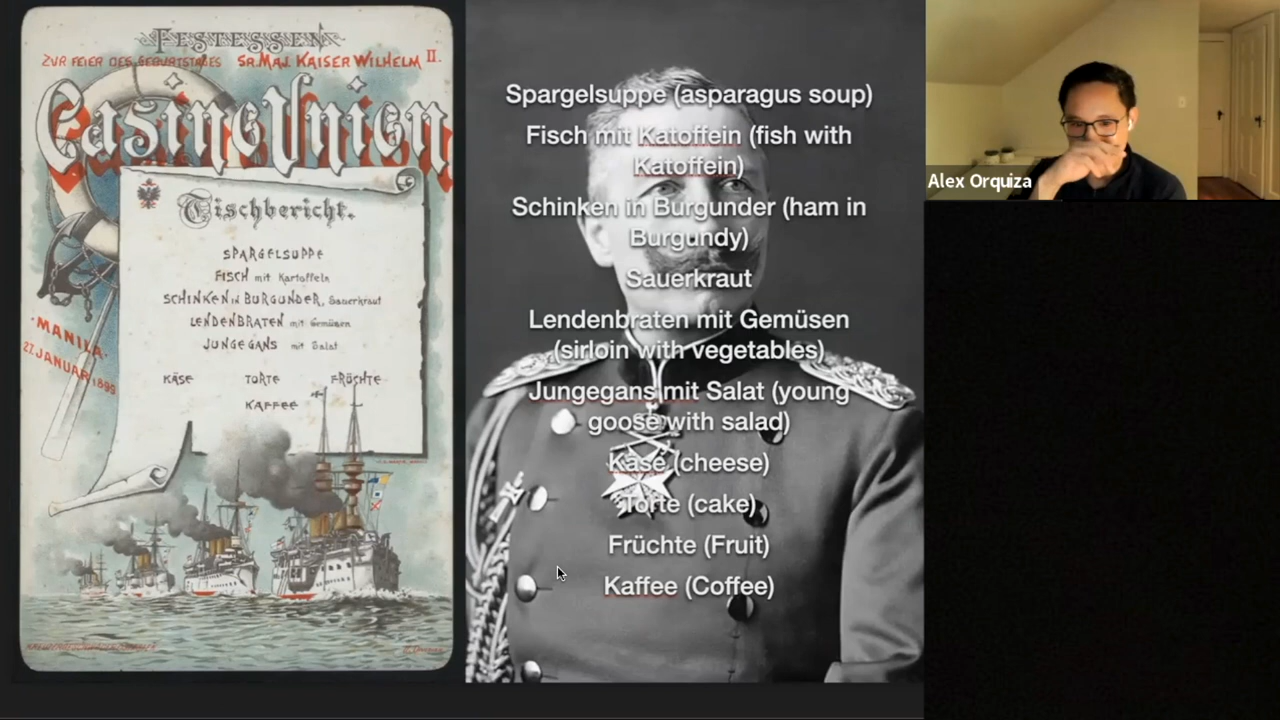 FESTESSEN
ZUR FEIER DES GEBURTSTAGES SR. MAJ. KAISER WILHELM II.
Casino Union
Tischbericht.
SPARGELSUPPE
FISCH mit Kartoffeln
SCHINKEN in BURGUNDER, Sauerkraut
LENDENBRATEN mit Gemüsen
JUNGEGANS mit Salat
KÄSE TORTE FRÜCHTE
KAFFEE
MANILA
27. JANUAR 1899
Spargelsuppe (asparagus soup)
Fisch mit Katoffein (fish with
Katoffein)
Schinken in Burgunder (ham in
Burgundy)
Sauerkraut
Lendenbraten mit Gemüsen
(sirloin with vegetables)
Jungegans mit Salat (young
goose with salad)
Käse (cheese)
Torte (cake)
Früchte (Fruit)
Kaffee (Coffee)
Alex Orquiza